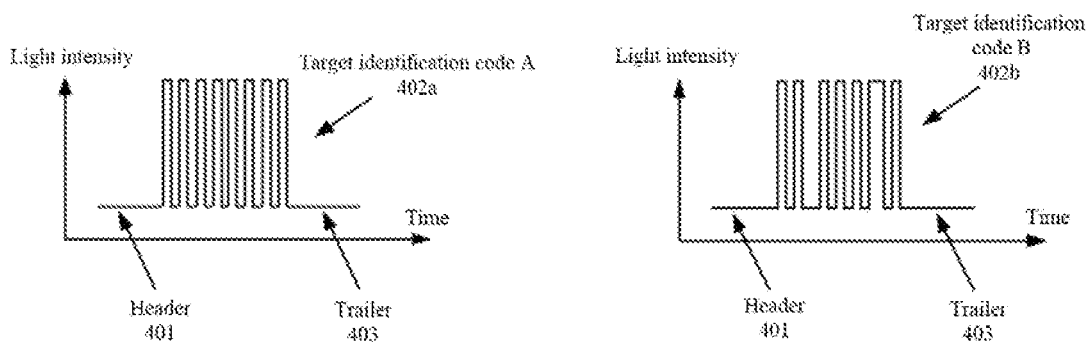 Light intensity
Target identification code A
402a
Time
Header
401
Trailer
403
Target identification
code B
402b
Light intensity
Time
Header
401
Trailer
403